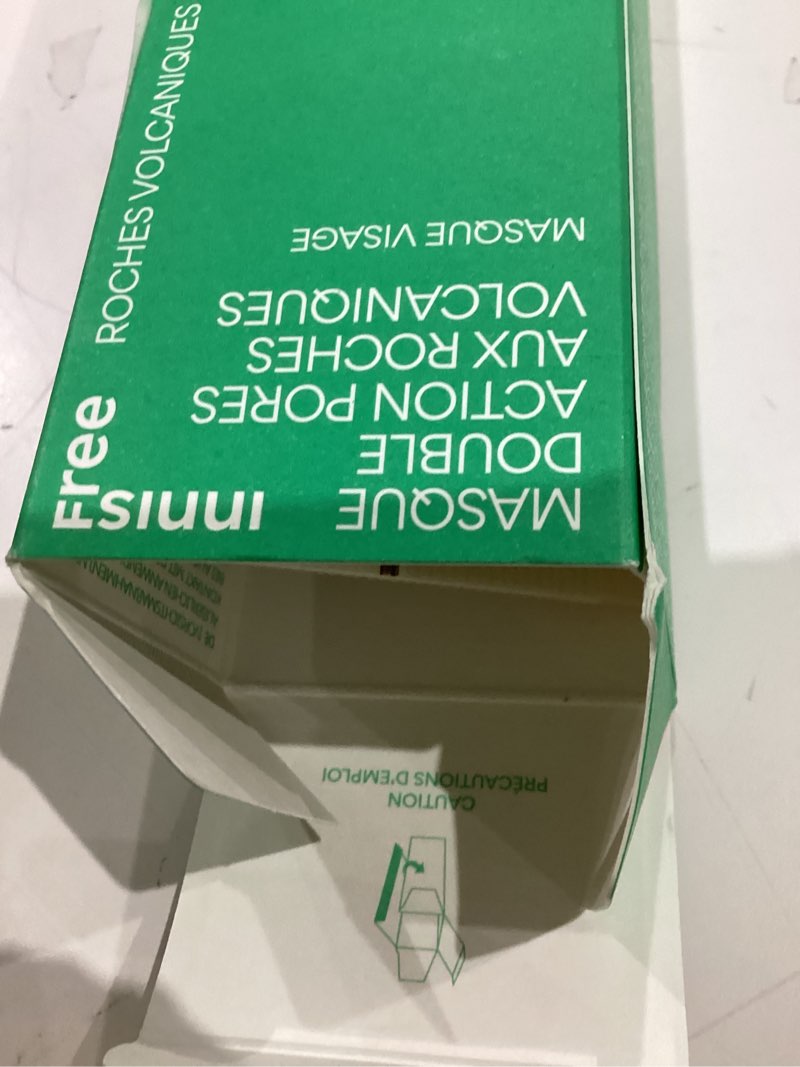 innisfree
MASQUE
DOUBLE
ACTION PORES
AUX ROCHES
VOLCANIQUES
MASQUE VISAGE
ROCHES VOLCANIQUES
CAUTION
PRÉCAUTIONS D'EMPLOI